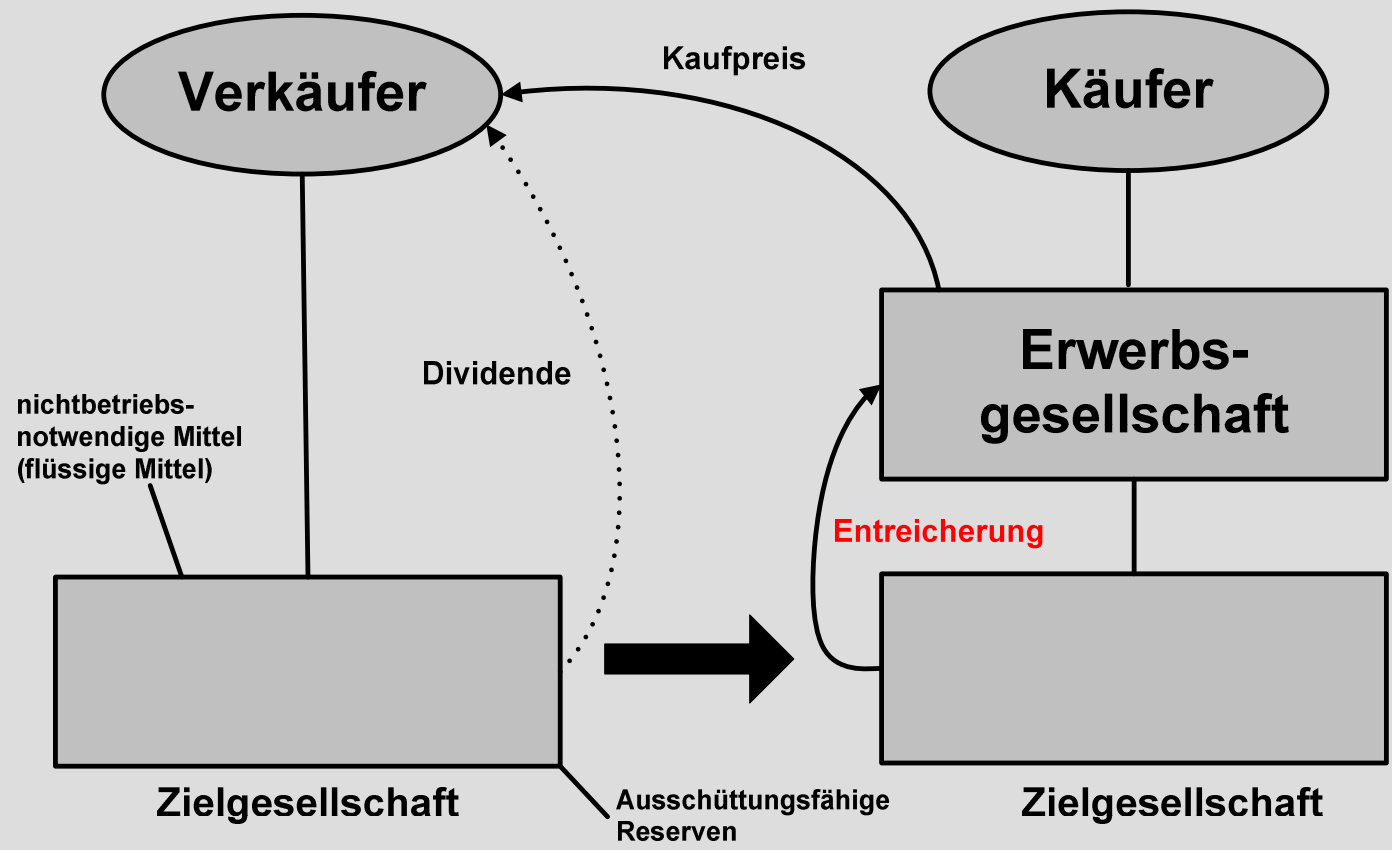 Verkäufer
Kaufpreis
Käufer
Dividende
Erwerbs-
gesellschaft
nichtbetriebs-
notwendige Mittel
(flüssige Mittel)
Entreicherung
Zielgesellschaft
Ausschüttungsfähige
Reserven
Zielgesellschaft